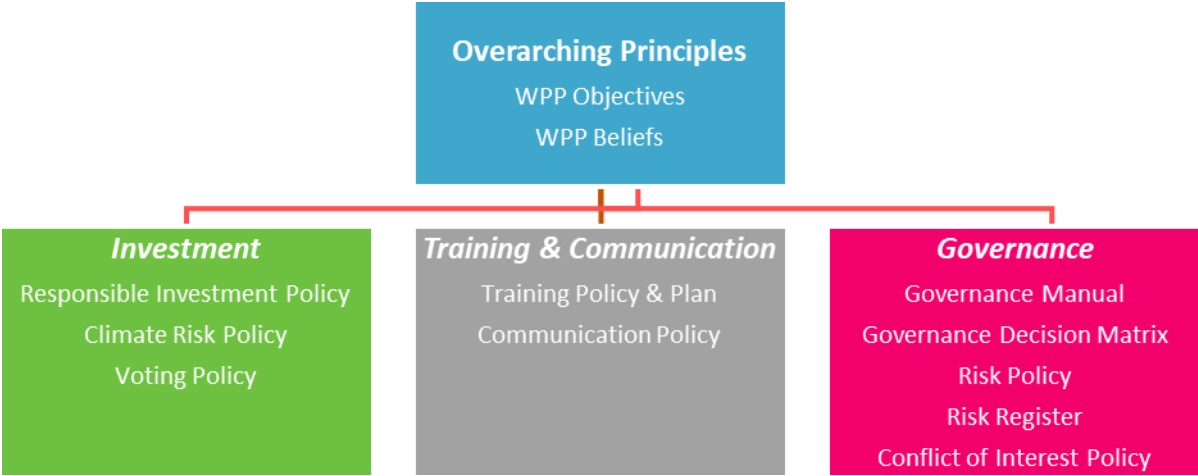 Overarching Principles
WPP Objectives
WPP Beliefs
Investment
Responsible Investment Policy
Climate Risk Policy
Voting Policy
Training & Communication
Training Policy & Plan
Communication Policy
Governance
Governance Manual
Governance Decision Matrix
Risk Policy
Risk Register
Conflict of Interest Policy